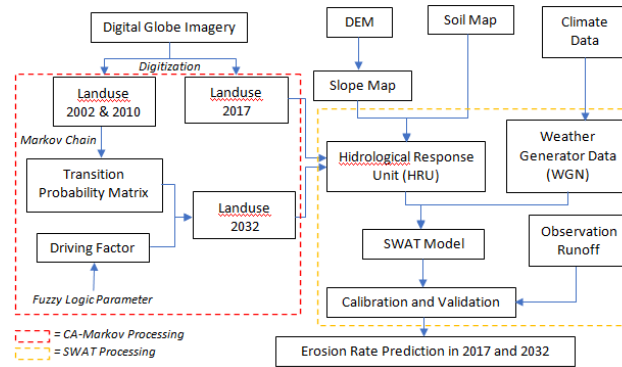 Digital Globe Imagery
DEM
Soil Map
Climate
Data
Digitization
Landuse
2002 & 2010
Landuse
2017
Slope Map
Markov Chain
Transition
Probability Matrix
Landuse
2032
Driving Factor
Fuzzy Logic Parameter
Hidrological Response
Unit (HRU)
Weather
Generator Data
(WGN)
SWAT Model
Observation
Runoff
Calibration and Validation
Erosion Rate Prediction in 2017 and 2032
= CA-Markov Processing
= SWAT Processing